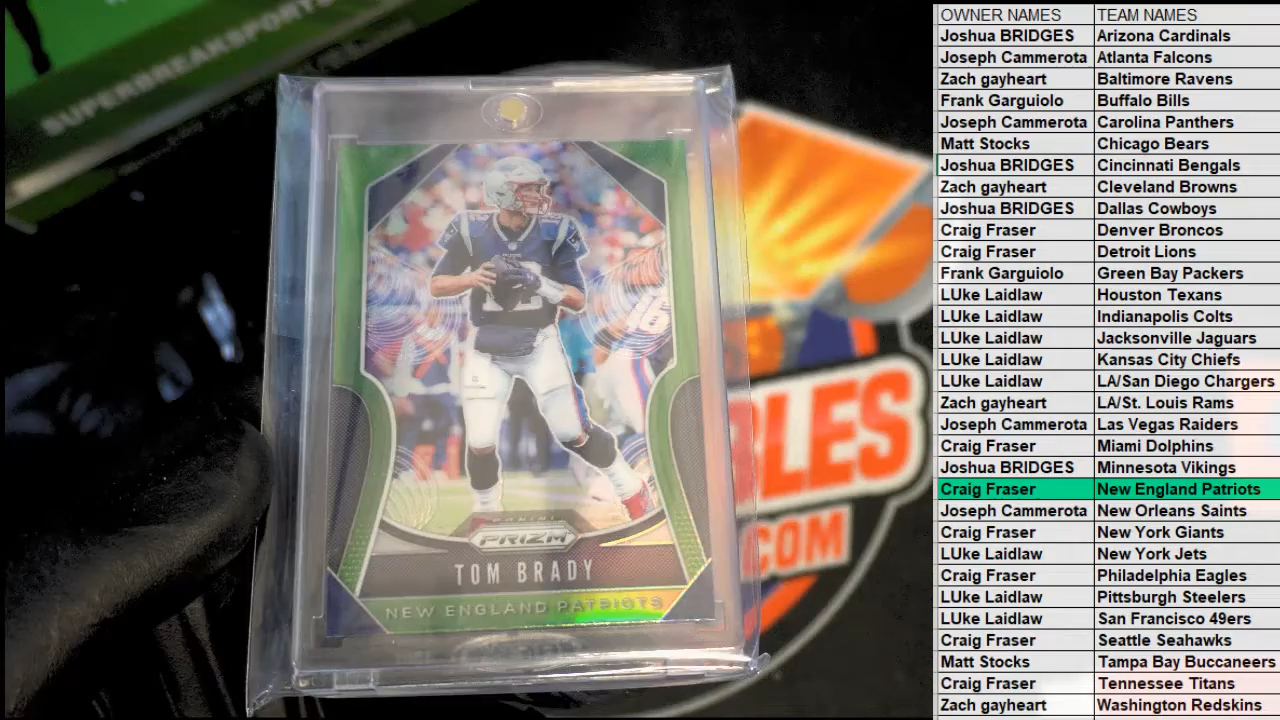 SUPERBREAKSPORTS
12
PANINI
PRIZM
TOM BRADY
NEW ENGLAND PATRIOTS
.COM
OWNER NAMES TEAM NAMES
Joshua BRIDGES Arizona Cardinals
Joseph Cammerota Atlanta Falcons
Zach gayheart Baltimore Ravens
Frank Garguiolo Buffalo Bills
Joseph Cammerota Carolina Panthers
Matt Stocks Chicago Bears
Joshua BRIDGES Cincinnati Bengals
Zach gayheart Cleveland Browns
Joshua BRIDGES Dallas Cowboys
Craig Fraser Denver Broncos
Craig Fraser Detroit Lions
Frank Garguiolo Green Bay Packers
LUke Laidlaw Houston Texans
LUke Laidlaw Indianapolis Colts
LUke Laidlaw Jacksonville Jaguars
LUke Laidlaw Kansas City Chiefs
LUke Laidlaw LA/San Diego Chargers
Zach gayheart LA/St. Louis Rams
Joseph Cammerota Las Vegas Raiders
Craig Fraser Miami Dolphins
Joshua BRIDGES Minnesota Vikings
Craig Fraser New England Patriots
Joseph Cammerota New Orleans Saints
Craig Fraser New York Giants
LUke Laidlaw New York Jets
Craig Fraser Philadelphia Eagles
LUke Laidlaw Pittsburgh Steelers
LUke Laidlaw San Francisco 49ers
Craig Fraser Seattle Seahawks
Matt Stocks Tampa Bay Buccaneers
Craig Fraser Tennessee Titans
Zach gayheart Washington Redskins